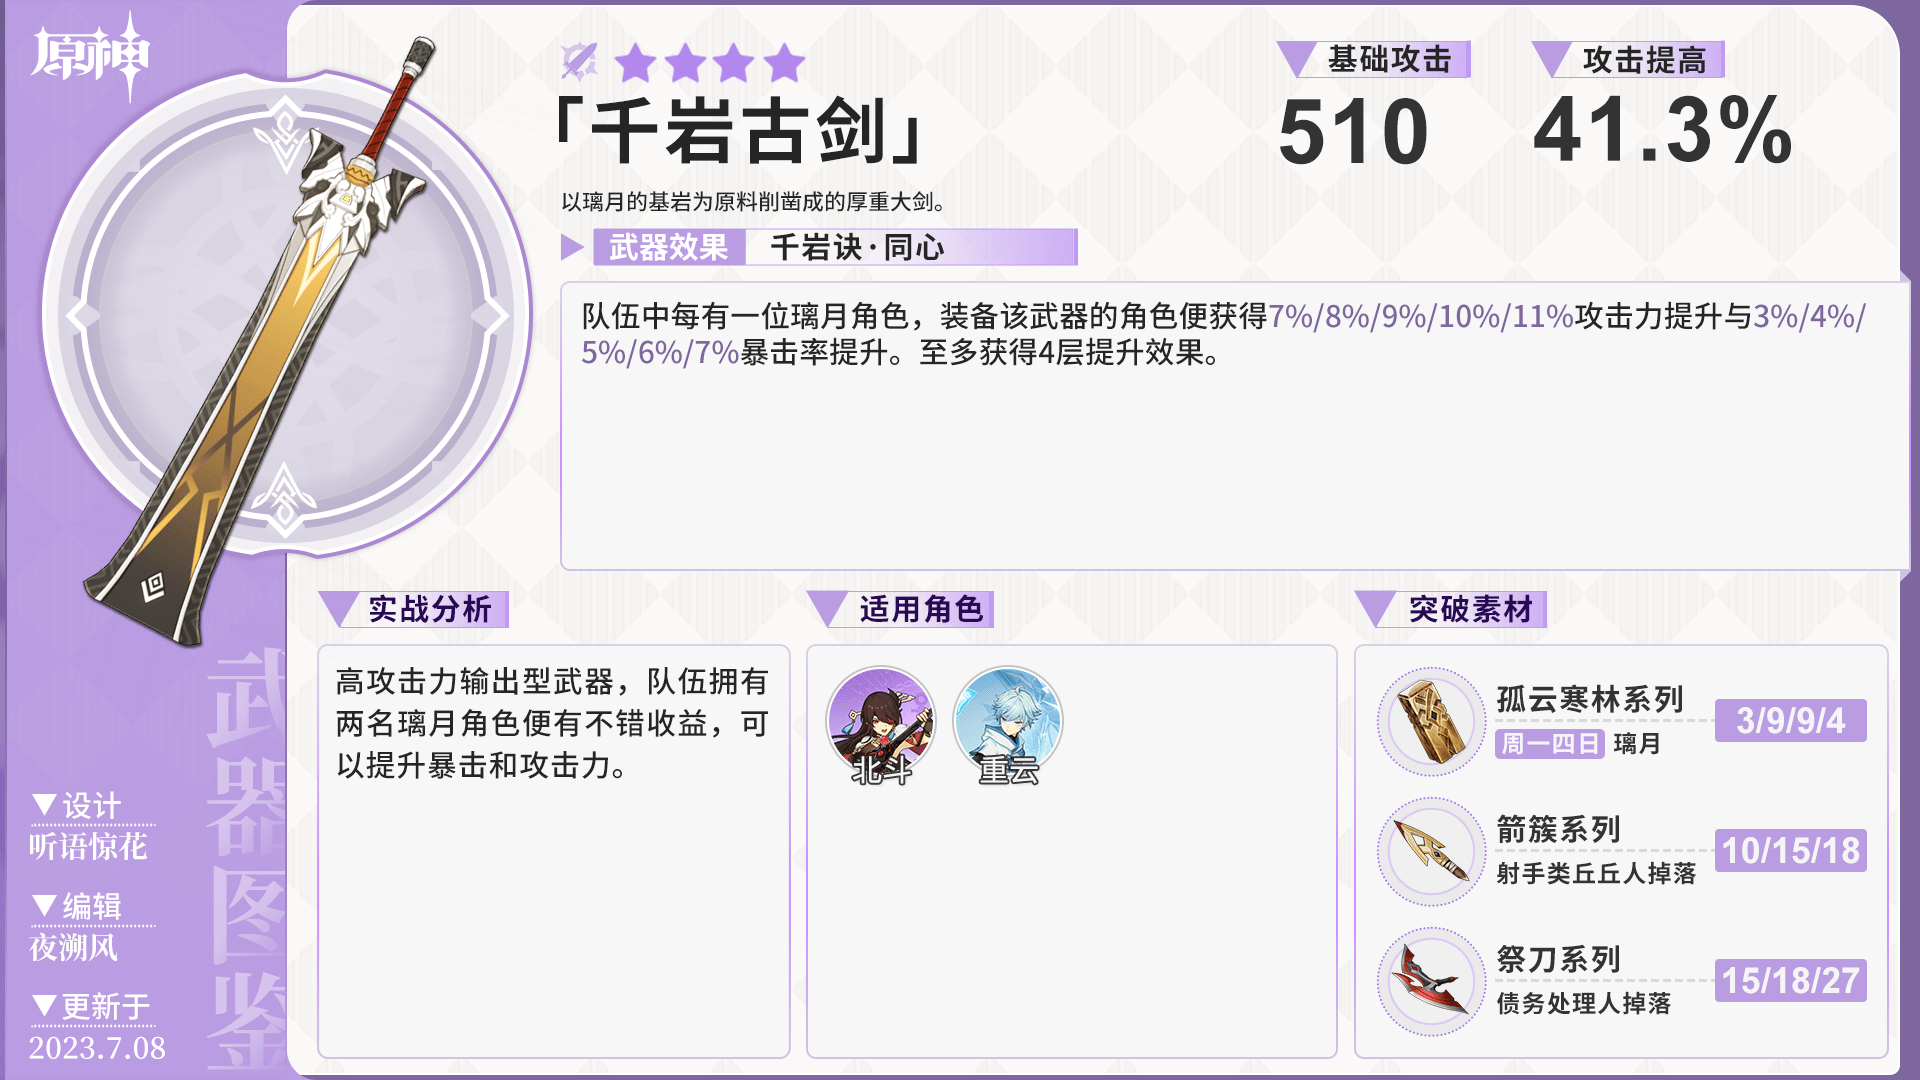 原神
「千岩古剑」
以璃月的基岩为原料削凿成的厚重大剑。
基础攻击
510
攻击提高
41.3%
武器效果
千岩诀·同心
队伍中每有一位璃月角色，装备该武器的角色便获得7%/8%/9%/10%/11%攻击力提升与3%/4%/
5%/6%/7%暴击率提升。至多获得4层提升效果。
实战分析
高攻击力输出型武器，队伍拥有
两名璃月角色便有不错收益，可
以提升暴击和攻击力。
适用角色
北斗
重云
突破素材
孤云寒林系列
周一四日 璃月
3/9/9/4
箭簇系列
射手类丘丘人掉落
10/15/18
祭刀系列
债务处理人掉落
15/18/27
武器图鉴
▼设计
听语惊花
▼编辑
夜溯风
▼更新于
2023.7.08